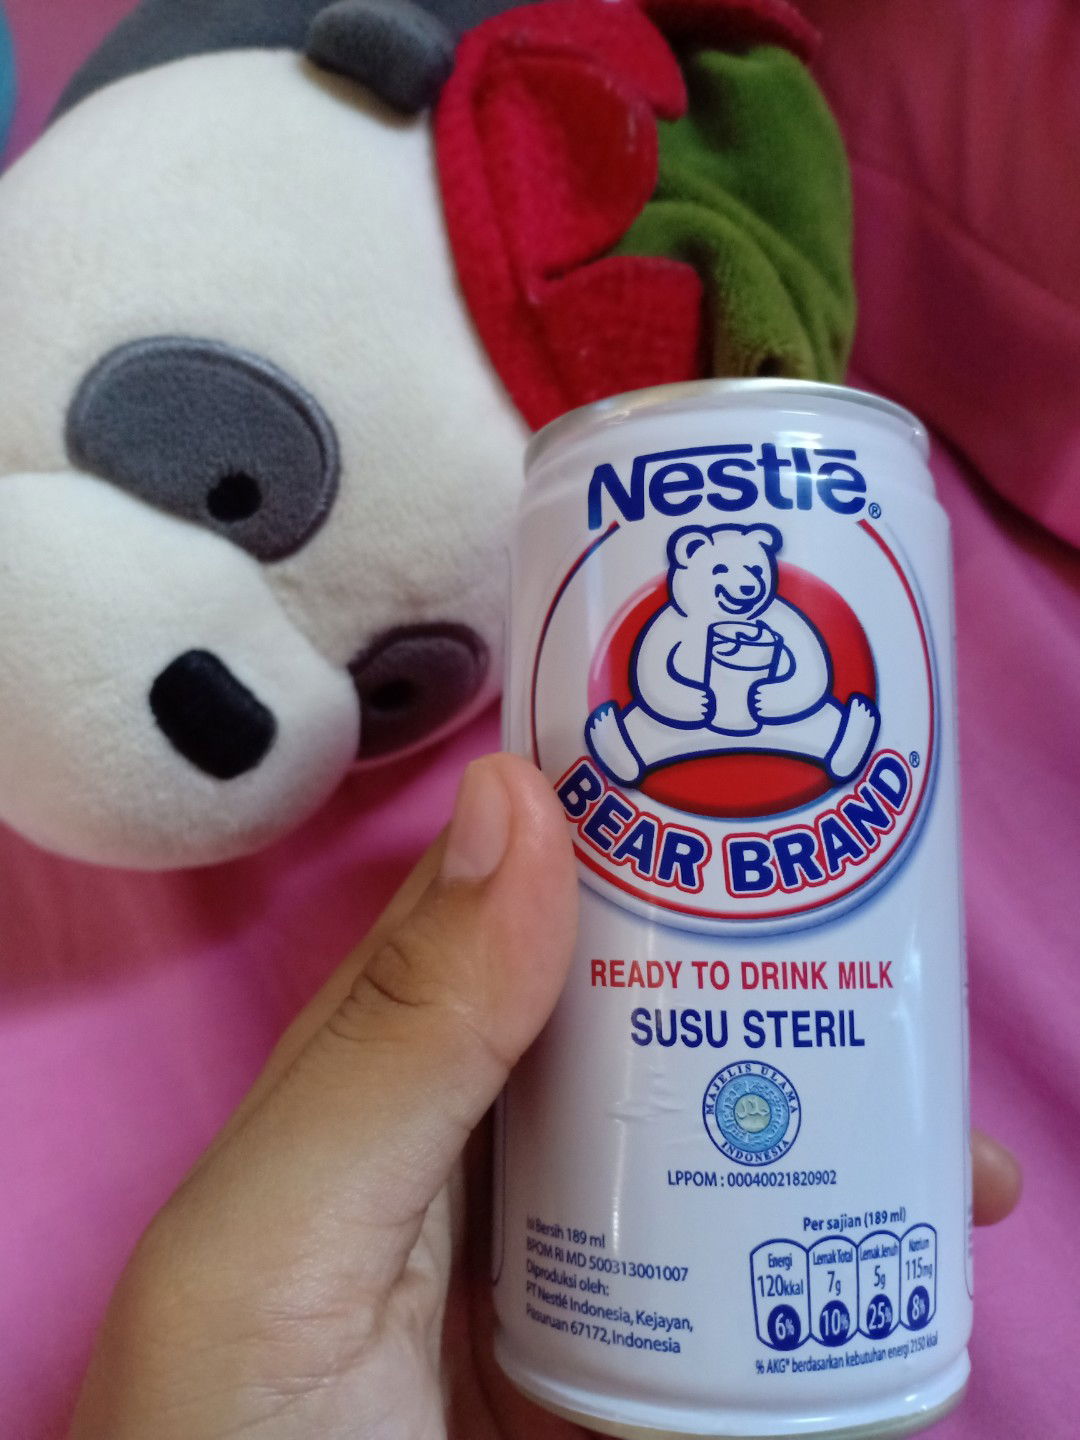 Nestlē®
BEAR BRAND®
READY TO DRINK MILK
SUSU STERIL
MAJELIS ULAMA
حلال
INDONESIA
LPPOM : 00040021820902
Isi Bersih 189 ml
BPOM RI MD 500313001007
Diproduksi oleh:
PT Nestlé Indonesia, Kejayan,
Pasuruan 67172, Indonesia
Per sajian (189 ml)
Energi Lemak Total Lemak Jenuh Natrium
120kkal 7g 5g 115mg
6% 10% 25% 8%
% AKG* berdasarkan kebutuhan energi 2150 kkal